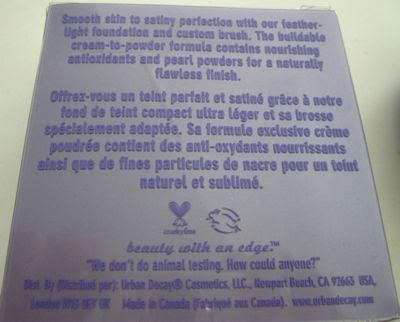 Smooth skin to satiny perfection with our feather-
light foundation and custom brush. The buildable
cream-to-powder formula contains nourishing
antioxidants and pearl powders for a naturally
flawless finish.
Offrez-vous un teint parfait et satiné grâce à notre
fond de teint compact ultra léger et sa brosse
spécialement adaptée. Sa formule exclusive crème
poudrée contient des anti-oxydants nourrissants
ainsi que de fines particules de nacre pour un teint
naturel et sublimé.
crueltyfree
beauty with an edge.™
"We don't do animal testing. How could anyone?"
Dist. By (Distribué par): Urban Decay® Cosmetics, LLC., Newport Beach, CA 92663 USA,
London UK Made in Canada (Fabriqué aux Canada). www.urbandecay.com